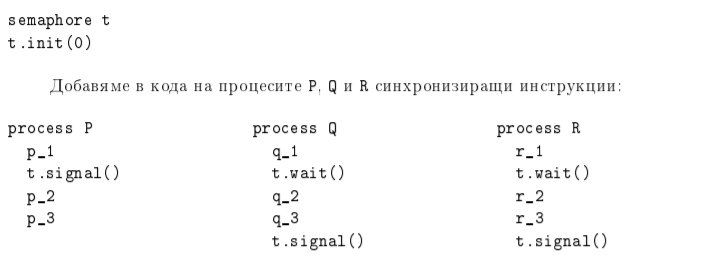 semaphore t
t.init(0)
Добавяме в кода на процесите P, Q и R синхронизиращи инструкции:
process P process Q process R
p_1 q_1 r_1
t.signal() t.wait() t.wait()
p_2 q_2 r_2
p_3 q_3 r_3
t.signal() t.signal()